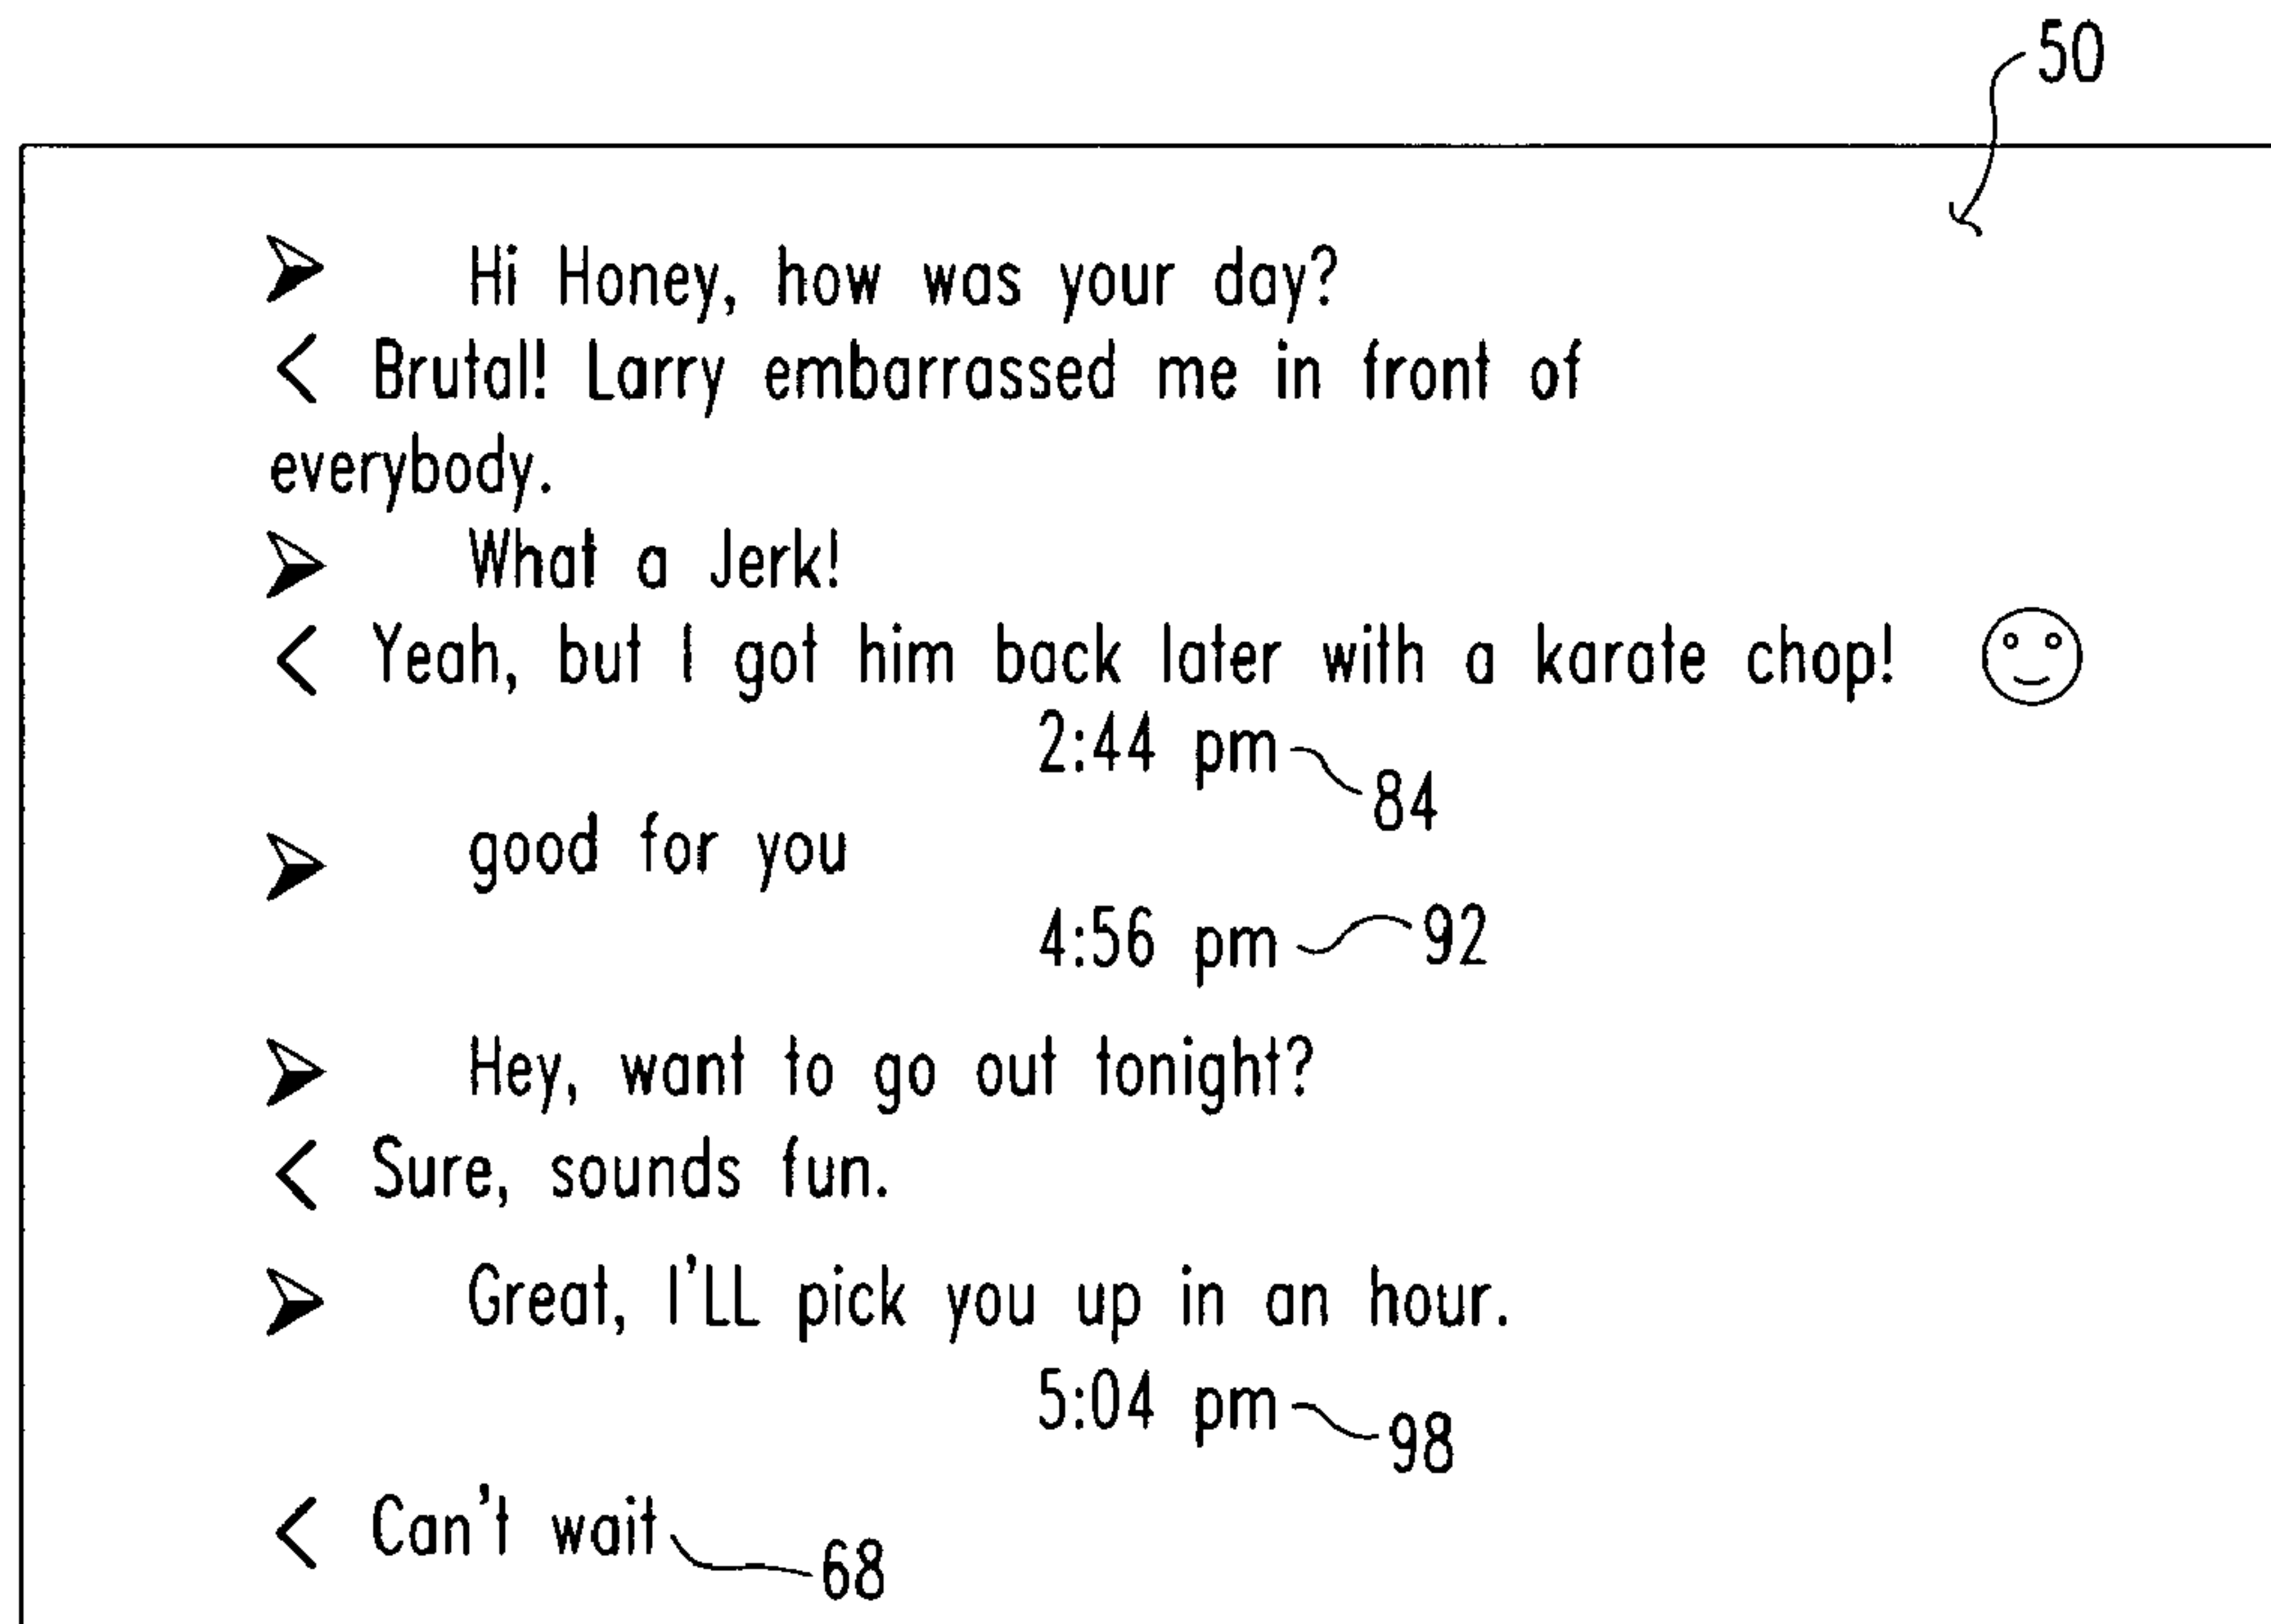 50
➢ Hi Honey, how was your day?
< Brutal! Larry embarrassed me in front of
everybody.
➢ What a Jerk!
< Yeah, but I got him back later with a karate chop!
2:44 pm 84
➢ good for you
4:56 pm 92
➢ Hey, want to go out tonight?
< Sure, sounds fun.
➢ Great, I'LL pick you up in an hour.
5:04 pm 98
< Can't wait 68